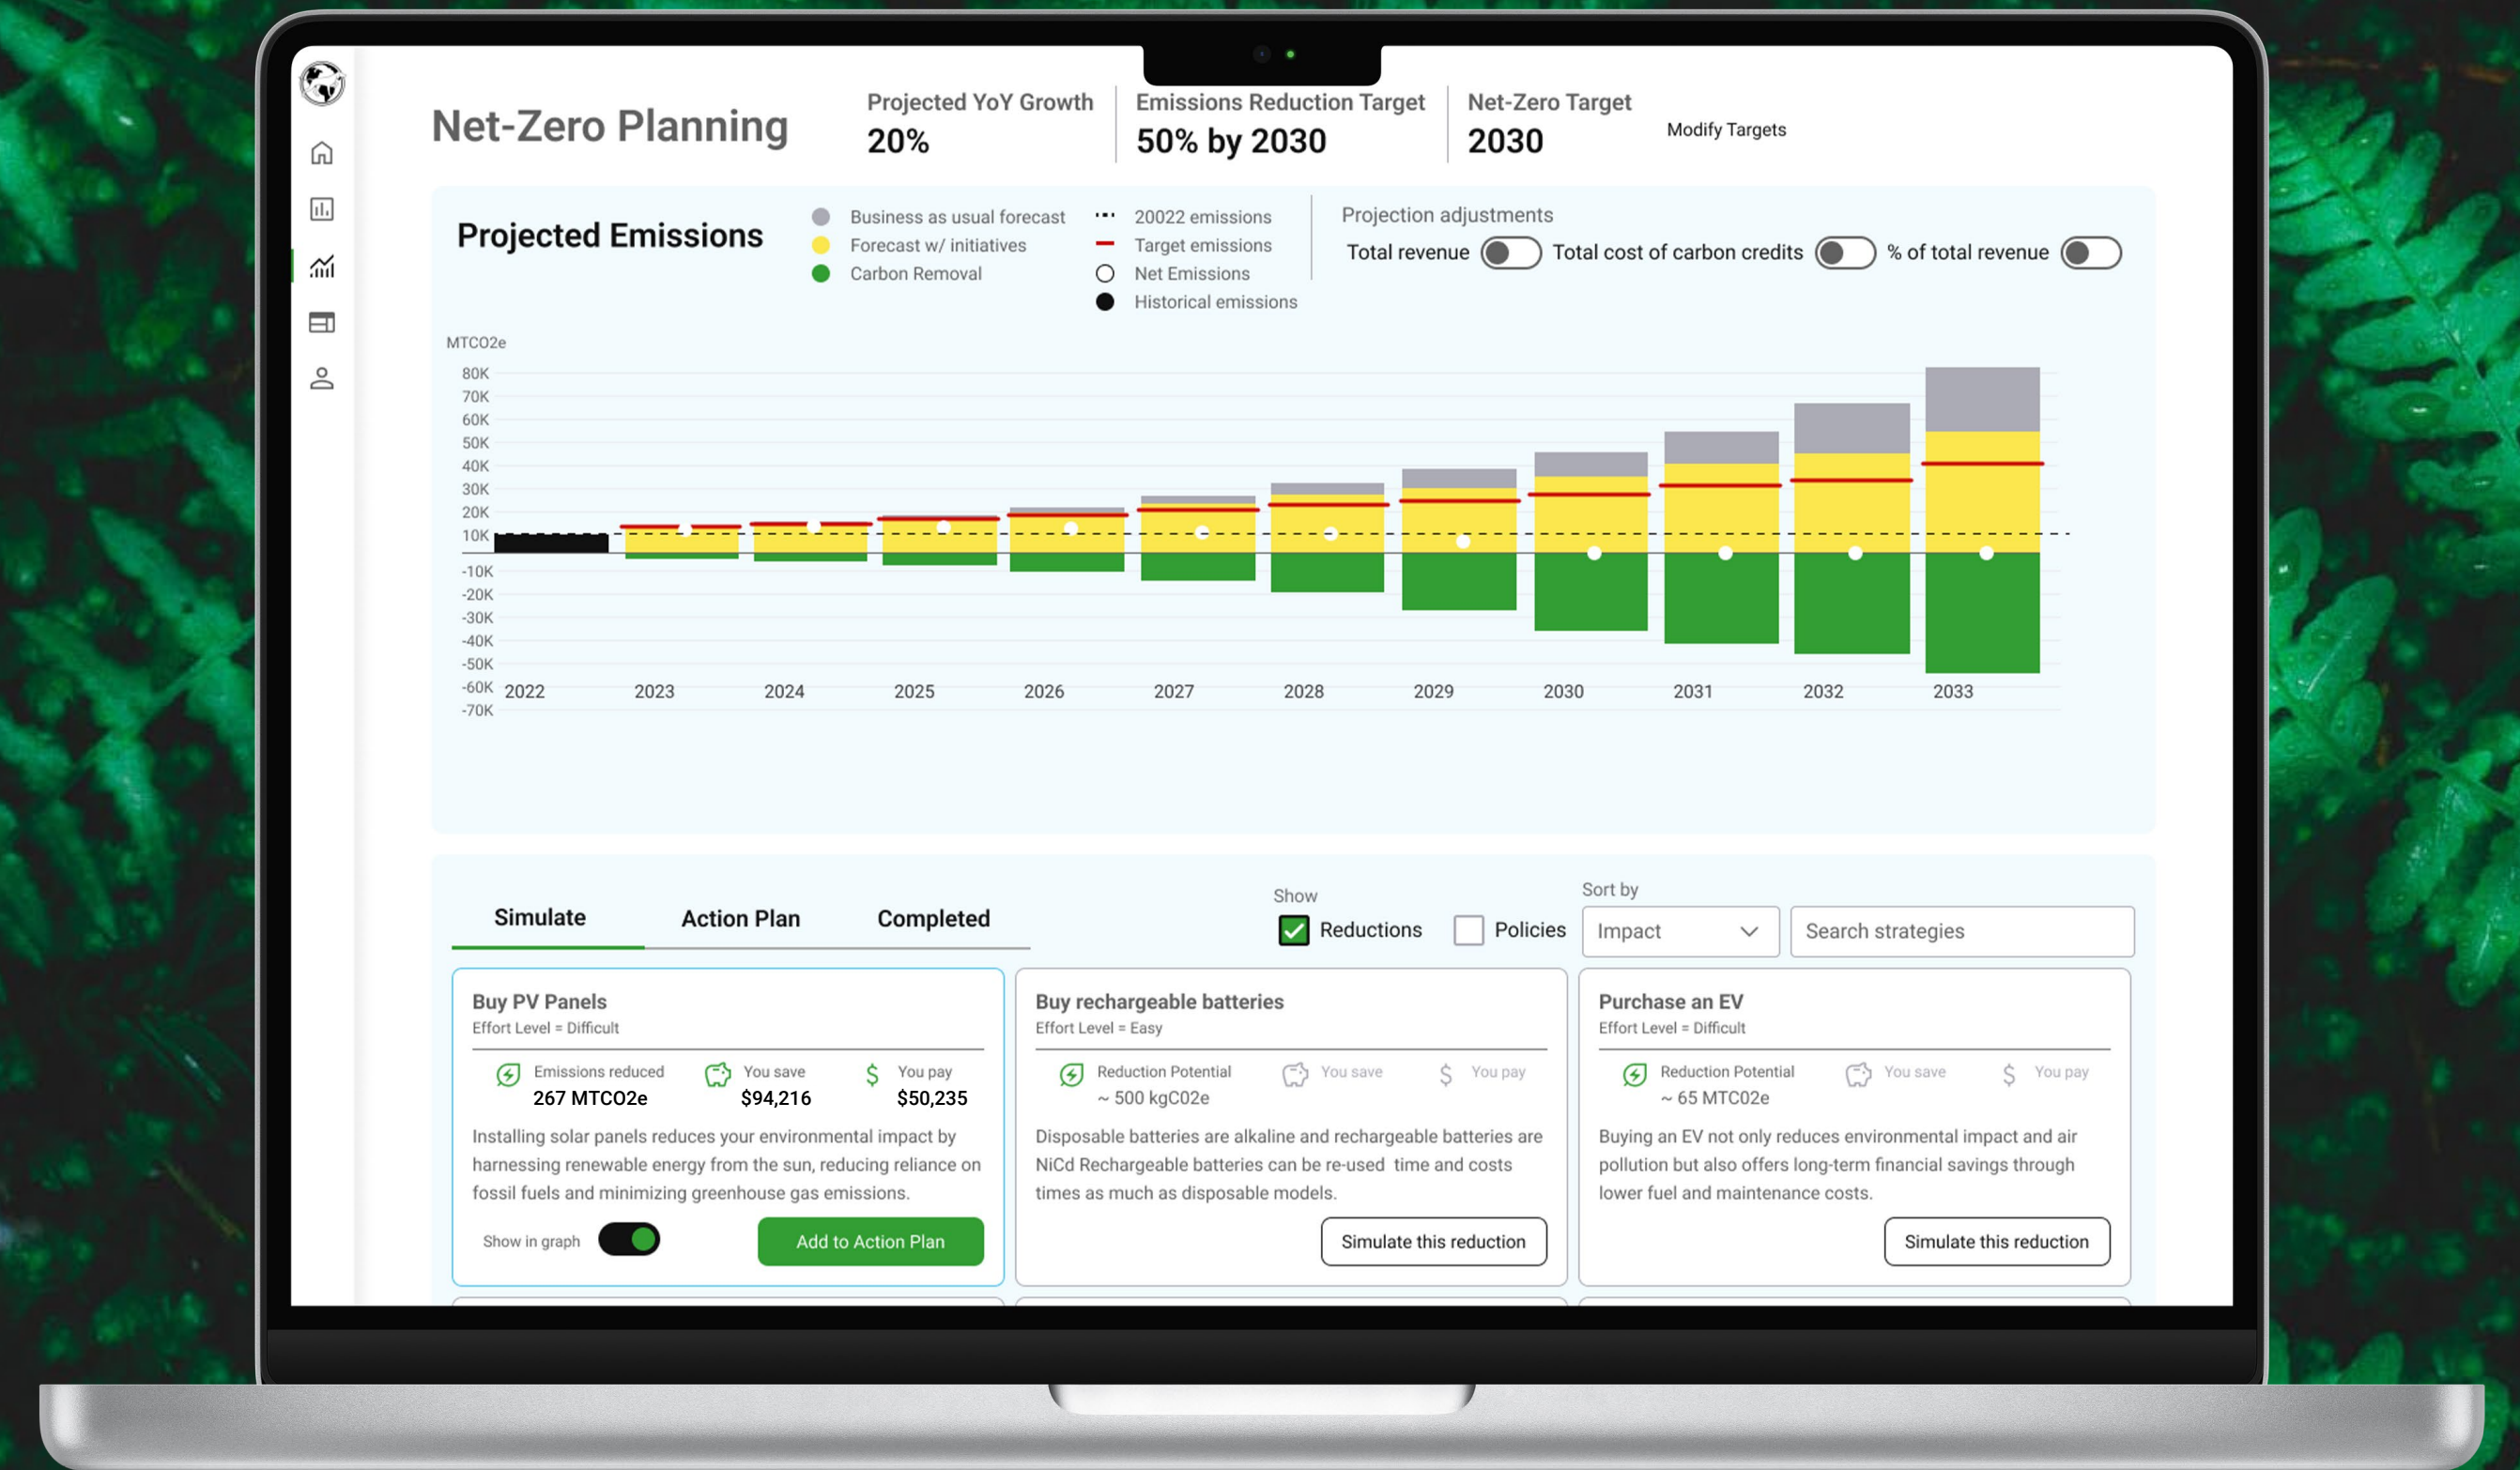 Net-Zero Planning
Projected YoY Growth
20%
Emissions Reduction Target
50% by 2030
Net-Zero Target
2030
Modify Targets
Projected Emissions
Business as usual forecast
Forecast w/ initiatives
Carbon Removal
20022 emissions
Target emissions
Net Emissions
Historical emissions
Projection adjustments
Total revenue
Total cost of carbon credits
% of total revenue
MTCO2e
80K
70K
60K
50K
40K
30K
20K
10K
-10K
-20K
-30K
-40K
-50K
-60K
-70K
2022 2023 2024 2025 2026 2027 2028 2029 2030 2031 2032 2033
Simulate
Action Plan
Completed
Show
Reductions
Policies
Sort by
Impact
Search strategies
Buy PV Panels
Effort Level = Difficult
Emissions reduced
267 MTCO2e
You save
$94,216
You pay
$50,235
Installing solar panels reduces your environmental impact by
harnessing renewable energy from the sun, reducing reliance on
fossil fuels and minimizing greenhouse gas emissions.
Show in graph
Add to Action Plan
Buy rechargeable batteries
Effort Level = Easy
Reduction Potential
~ 500 kgC02e
You save
You pay
Disposable batteries are alkaline and rechargeable batteries are
NiCd Rechargeable batteries can be re-used  time and costs
times as much as disposable models.
Simulate this reduction
Purchase an EV
Effort Level = Difficult
Reduction Potential
~ 65 MTC02e
You save
You pay
Buying an EV not only reduces environmental impact and air
pollution but also offers long-term financial savings through
lower fuel and maintenance costs.
Simulate this reduction